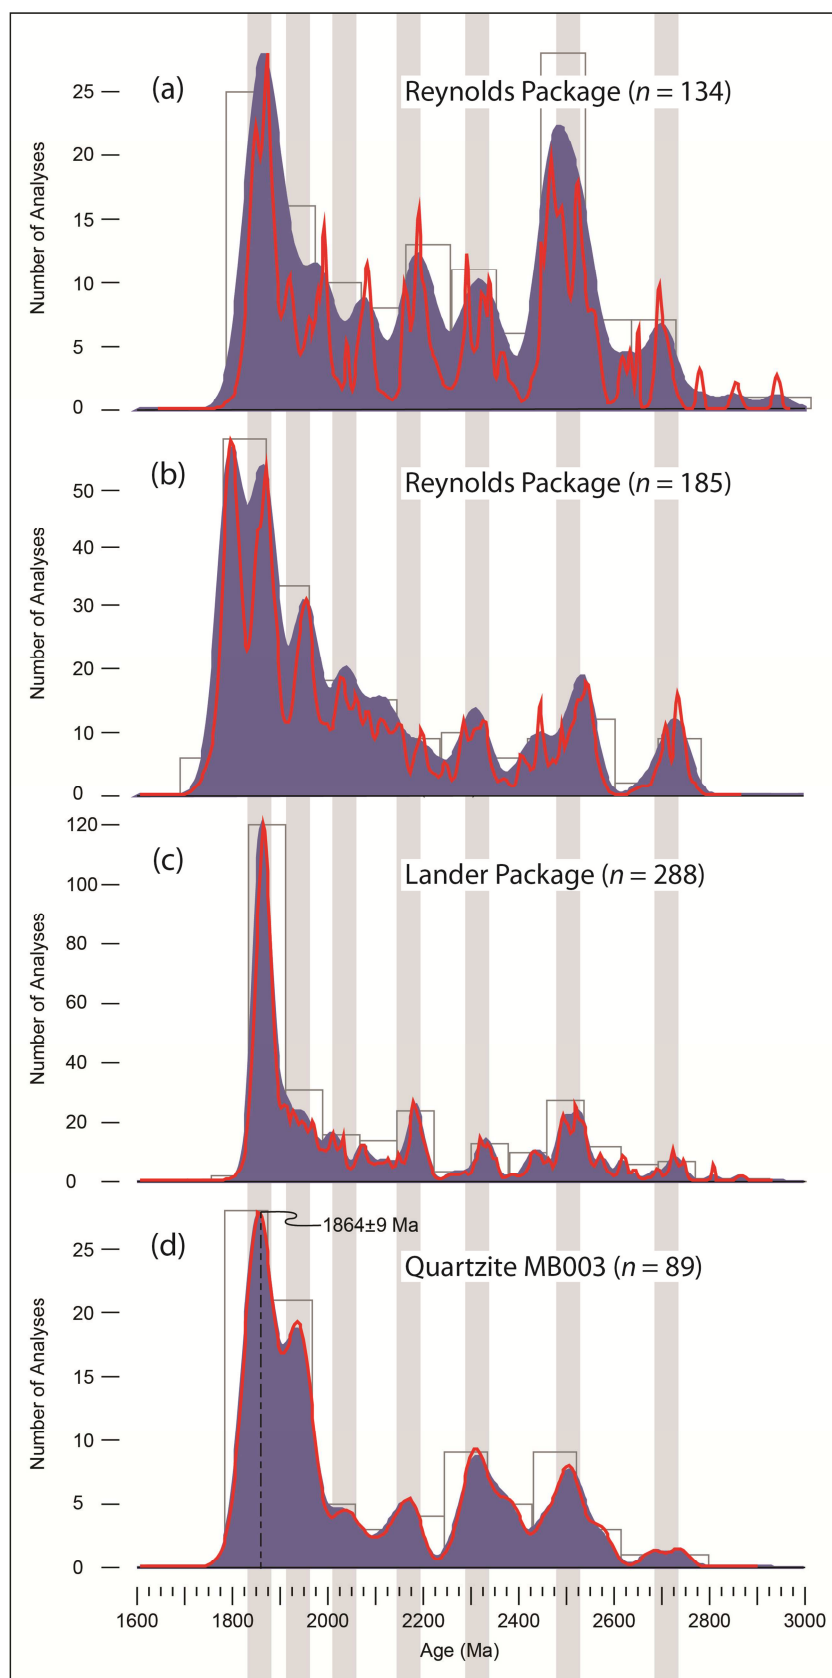 (a)
Reynolds Package (n = 134)
Number of Analyses
25
20
15
10
5
0
(b)
Reynolds Package (n = 185)
Number of Analyses
50
40
30
20
10
0
(c)
Lander Package (n = 288)
Number of Analyses
120
100
80
60
40
20
0
(d)
1864±9 Ma
Quartzite MB003 (n = 89)
Number of Analyses
25
20
15
10
5
0
1600 1800 2000 2200 2400 2600 2800 3000
Age (Ma)